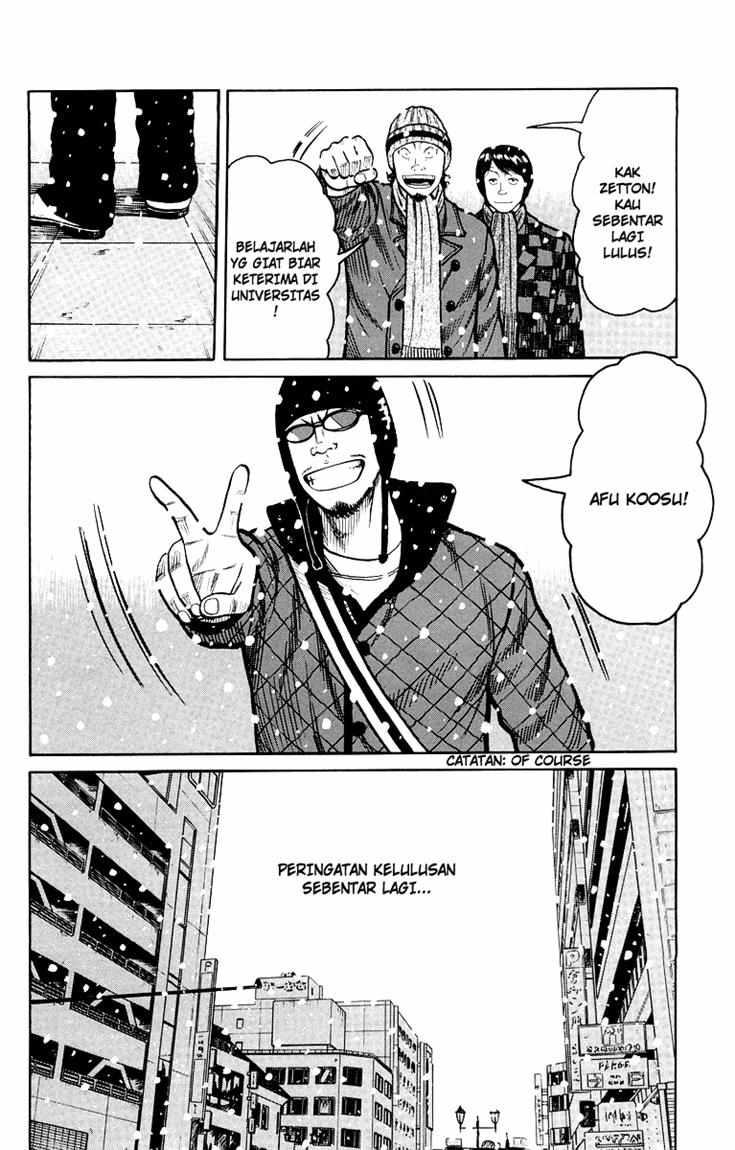 KAK
ZETTON!
KAU
SEBENTAR
LAGI
LULUS!
BELAJARLAH
YG GIAT BIAR
KETERIMA DI
UNIVERSITAS
!
AFU KOOSU!
CATATAN: OF COURSE
PERINGATAN KELULUSAN
SEBENTAR LAGI...
P
P